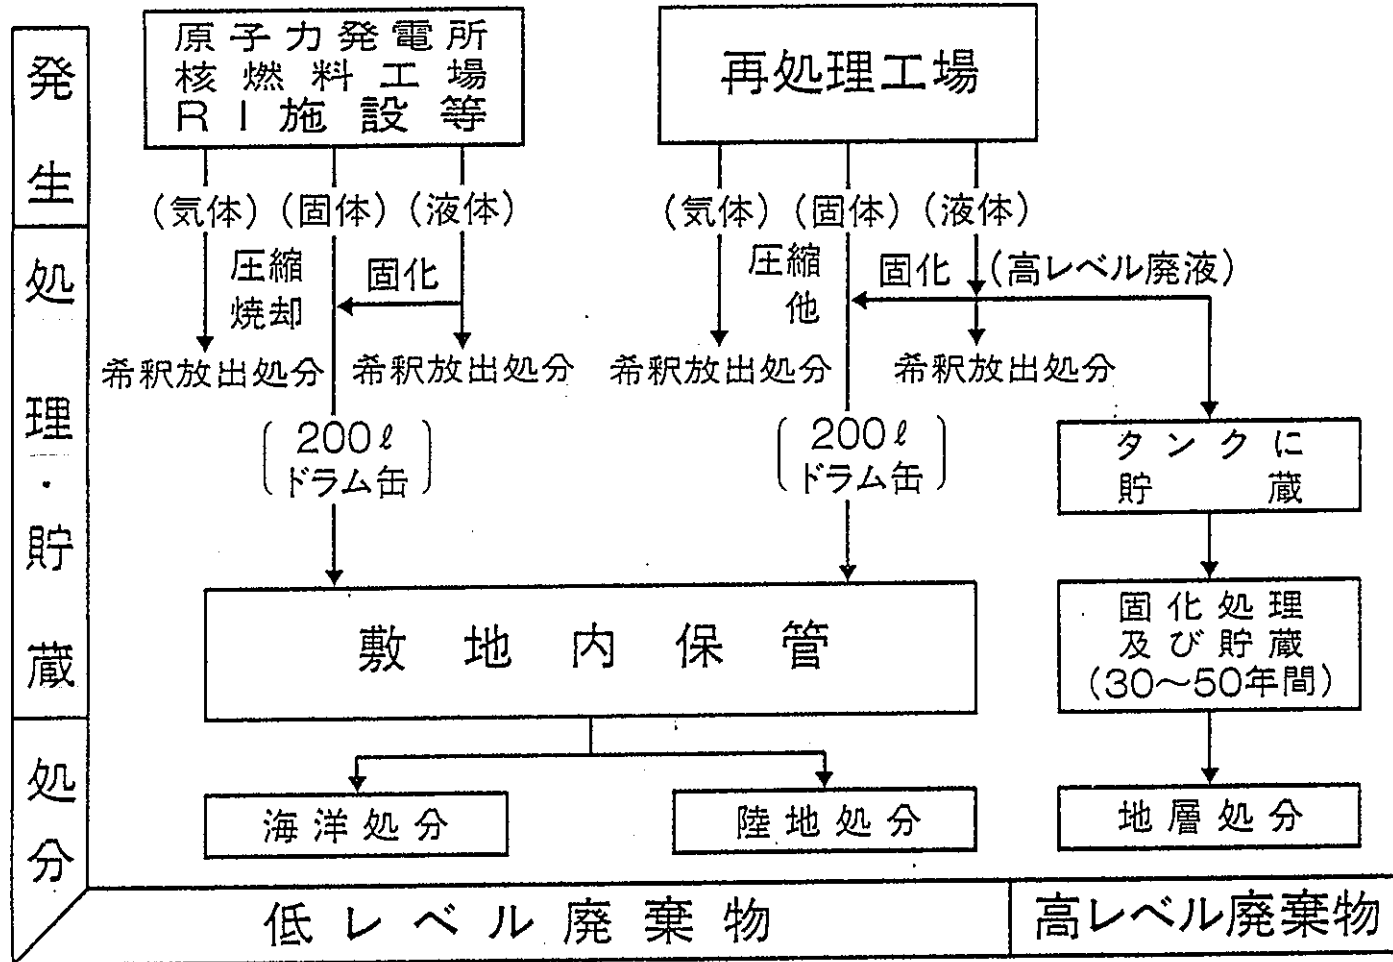 発生
処理・貯蔵
処分
原子力発電所
核燃料工場
RI施設等
再処理工場
(気体) (固体) (液体)
(気体) (固体) (液体)
圧縮
焼却
固化
圧縮
他
固化
(高レベル廃液)
希釈放出処分
希釈放出処分
希釈放出処分
希釈放出処分
200ℓ
ドラム缶
200ℓ
ドラム缶
タンクに
貯蔵
敷地内保管
固化処理
及び貯蔵
(30〜50年間)
海洋処分
陸地処分
地層処分
低レベル廃棄物
高レベル廃棄物